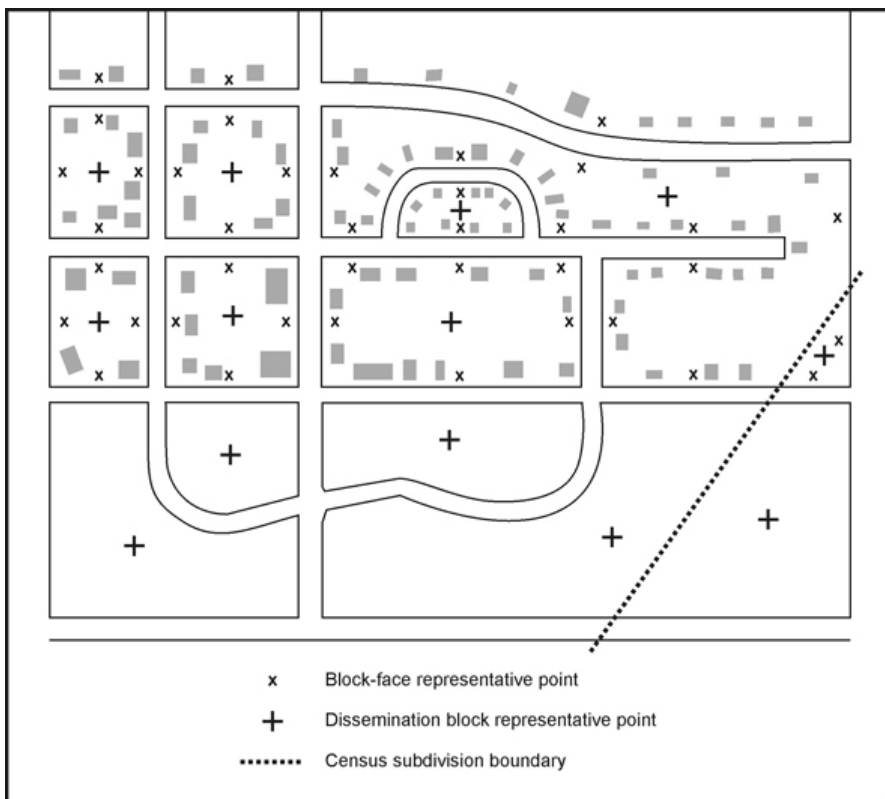 x Block-face representative point
+ Dissemination block representative point
Census subdivision boundary